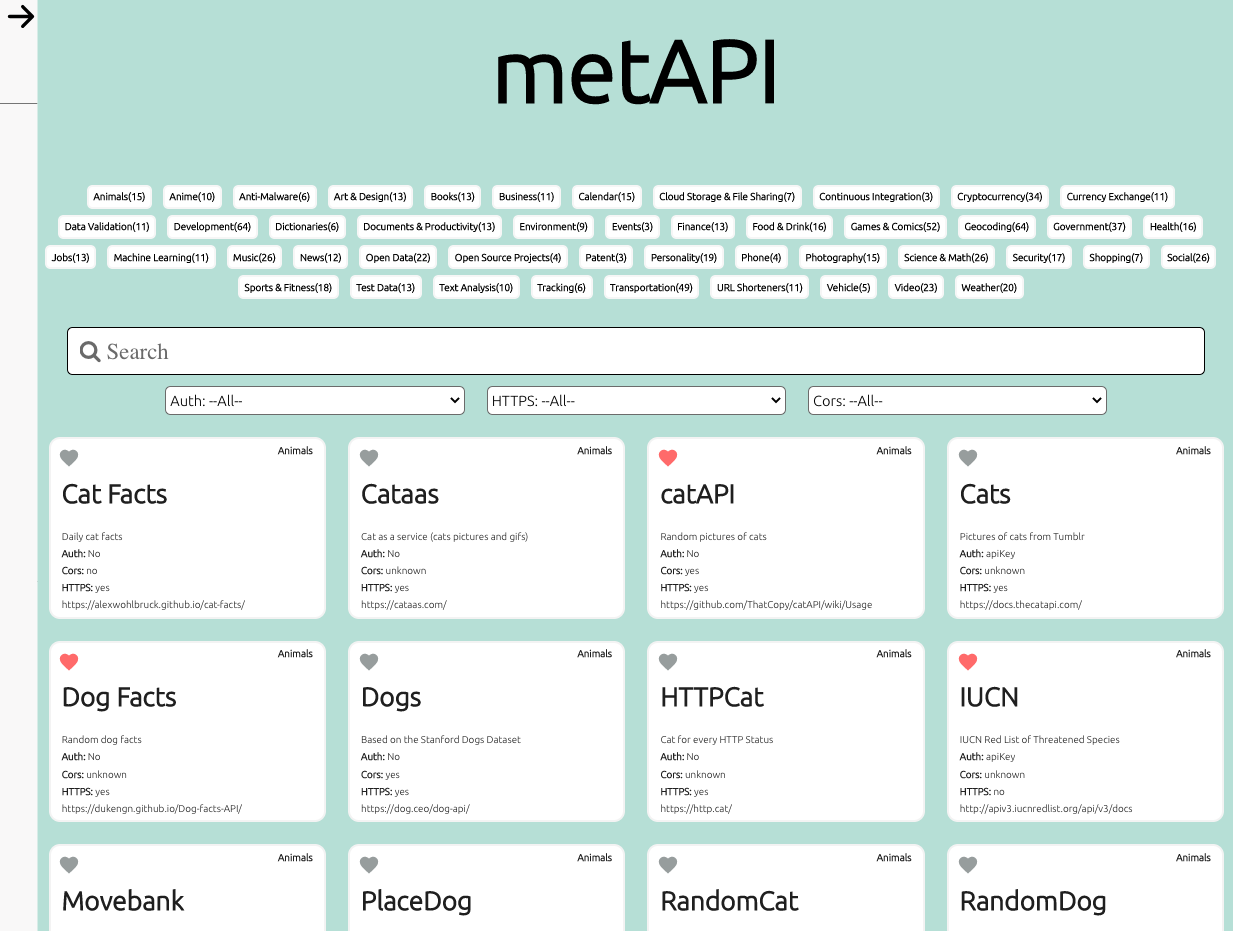 metAPI
Animals(15) Anime(10) Anti-Malware(6) Art & Design(13) Books(13) Business(11) Calendar(15) Cloud Storage & File Sharing(7) Continuous Integration(3) Cryptocurrency(34) Currency Exchange(11)
Data Validation(11) Development(64) Dictionaries(6) Documents & Productivity(13) Environment(9) Events(3) Finance(13) Food & Drink(16) Games & Comics(52) Geocoding(64) Government(37) Health(16)
Jobs(13) Machine Learning(11) Music(26) News(12) Open Data(22) Open Source Projects(4) Patent(3) Personality(19) Phone(4) Photography(15) Science & Math(26) Security(17) Shopping(7) Social(26)
Sports & Fitness(18) Test Data(13) Text Analysis(10) Tracking(6) Transportation(49) URL Shorteners(11) Vehicle(5) Video(23) Weather(20)
Search
Auth: --All-- HTTPS: --All-- Cors: --All--
Animals
Cat Facts
Daily cat facts
Auth: No
Cors: no
HTTPS: yes
https://alexwohlbruck.github.io/cat-facts/
Animals
Cataas
Cat as a service (cats pictures and gifs)
Auth: No
Cors: unknown
HTTPS: yes
https://cataas.com/
Animals
catAPI
Random pictures of cats
Auth: No
Cors: yes
HTTPS: yes
https://github.com/ThatCopy/catAPI/wiki/Usage
Animals
Cats
Pictures of cats from Tumblr
Auth: apiKey
Cors: unknown
HTTPS: yes
https://docs.thecatapi.com/
Animals
Dog Facts
Random dog facts
Auth: No
Cors: unknown
HTTPS: yes
https://dukengn.github.io/Dog-facts-API/
Animals
Dogs
Based on the Stanford Dogs Dataset
Auth: No
Cors: yes
HTTPS: yes
https://dog.ceo/dog-api/
Animals
HTTPCat
Cat for every HTTP Status
Auth: No
Cors: unknown
HTTPS: yes
https://http.cat/
Animals
IUCN
IUCN Red List of Threatened Species
Auth: apiKey
Cors: unknown
HTTPS: no
http://apiv3.iucnredlist.org/api/v3/docs
Animals
Movebank
Animals
PlaceDog
Animals
RandomCat
Animals
RandomDog